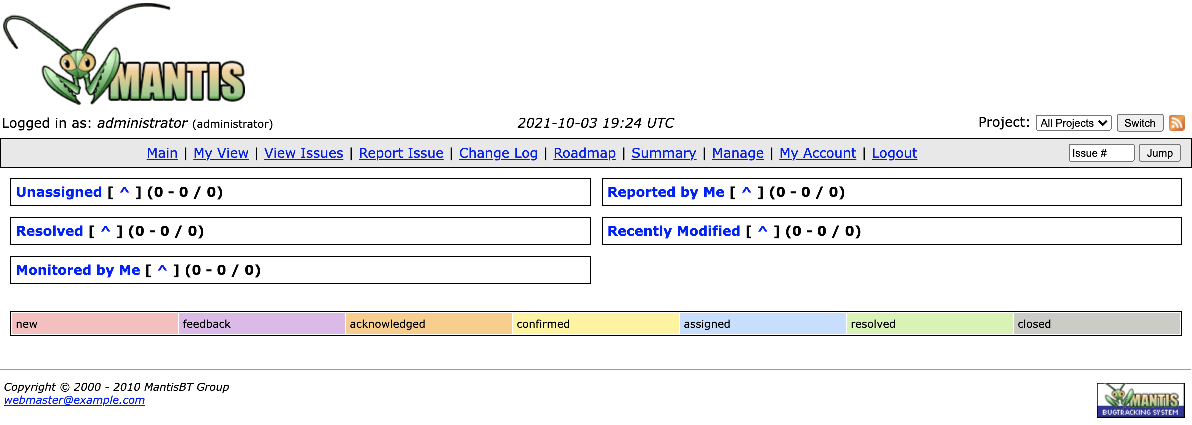 MANTIS
Logged in as: administrator (administrator)
2021-10-03 19:24 UTC
Project: All Projects Switch
Main | My View | View Issues | Report Issue | Change Log | Roadmap | Summary | Manage | My Account | Logout
Issue # Jump
Unassigned [ ^ ] (0 - 0 / 0)
Reported by Me [ ^ ] (0 - 0 / 0)
Resolved [ ^ ] (0 - 0 / 0)
Recently Modified [ ^ ] (0 - 0 / 0)
Monitored by Me [ ^ ] (0 - 0 / 0)
new feedback acknowledged confirmed assigned resolved closed
Copyright © 2000 - 2010 MantisBT Group
webmaster@example.com
MANTIS
BUGTRACKING SYSTEM